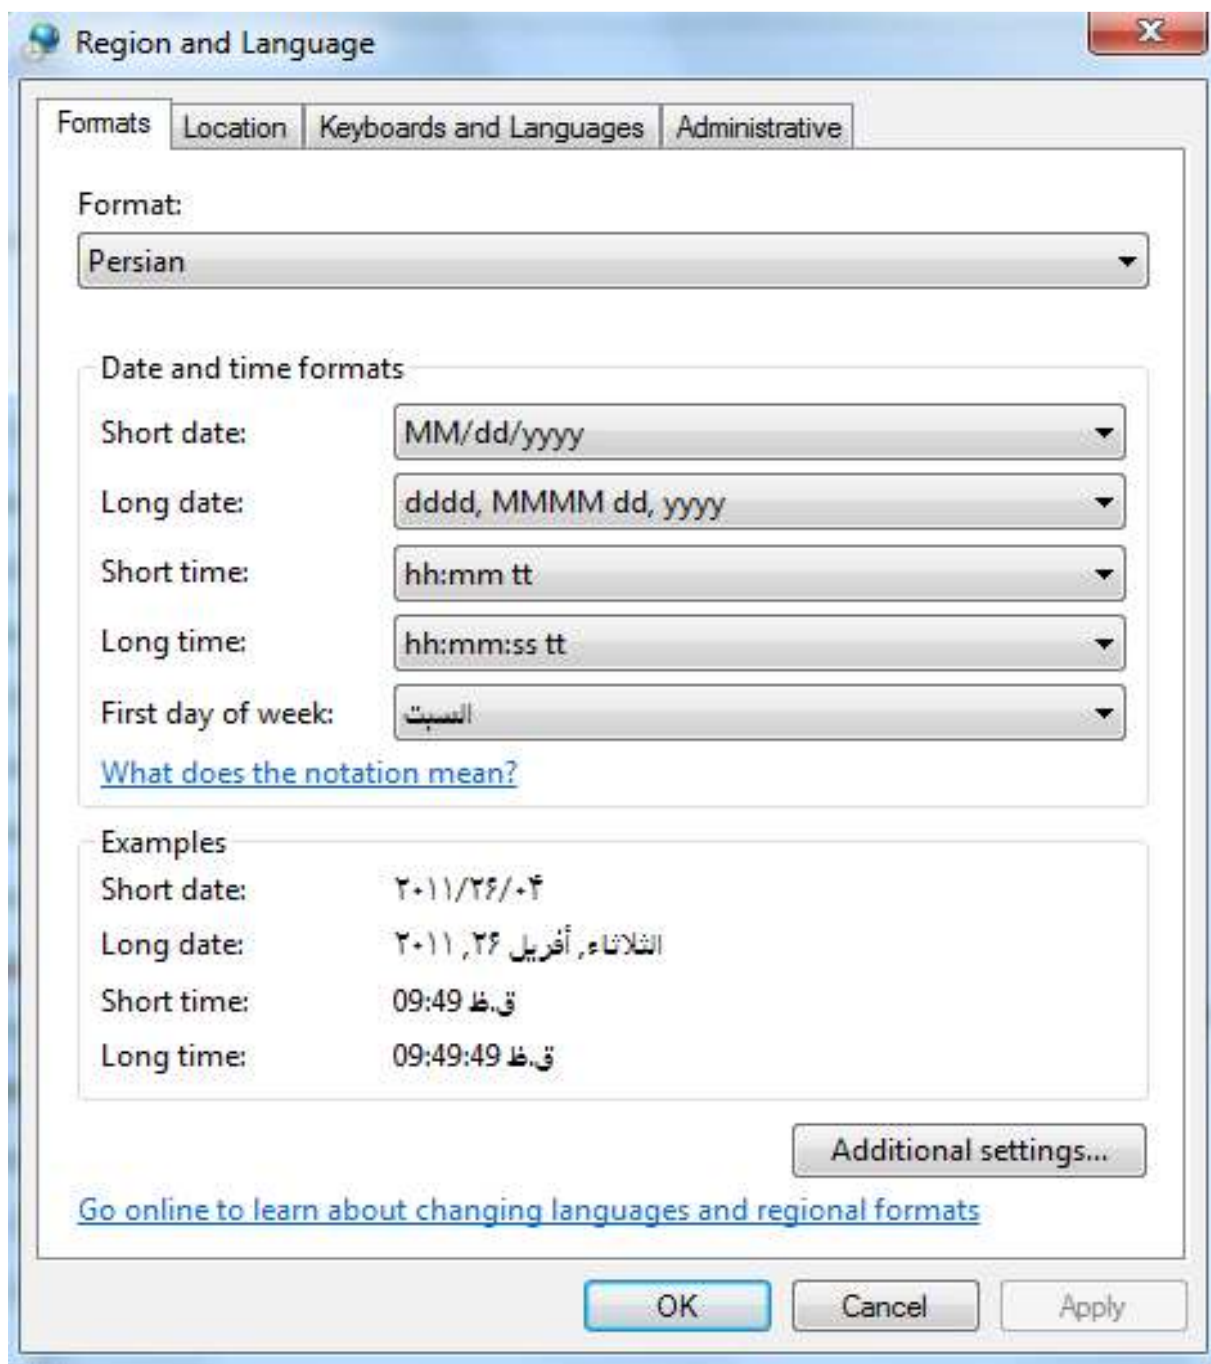 Region and Language
Formats Location Keyboards and Languages Administrative
Format:
Persian
Date and time formats
Short date: MM/dd/yyyy
Long date: dddd, MMMM dd, yyyy
Short time: hh:mm tt
Long time: hh:mm:ss tt
First day of week: السبت
What does the notation mean?
Examples
Short date: ۲۰۱۱/۲۶/۰۴
Long date: الثلاثاء, أفريل ۲۶, ۲۰۱۱
Short time: 09:49 ق.ظ
Long time: 09:49:49 ق.ظ
Additional settings...
Go online to learn about changing languages and regional formats
OK Cancel Apply